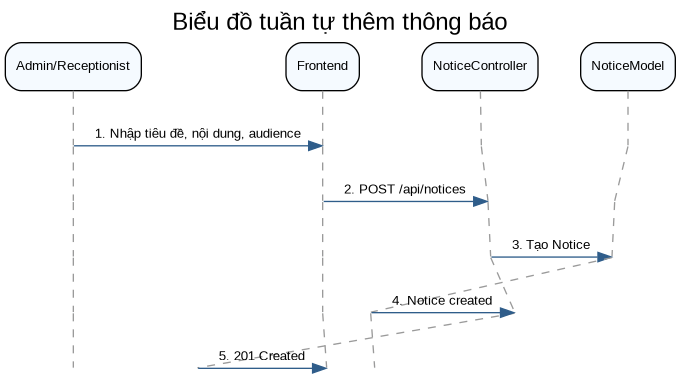 Biểu đồ tuần tự thêm thông báo
Admin/Receptionist
Frontend
NoticeController
NoticeModel
1. Nhập tiêu đề, nội dung, audience
2. POST /api/notices
3. Tạo Notice
4. Notice created
5. 201 Created